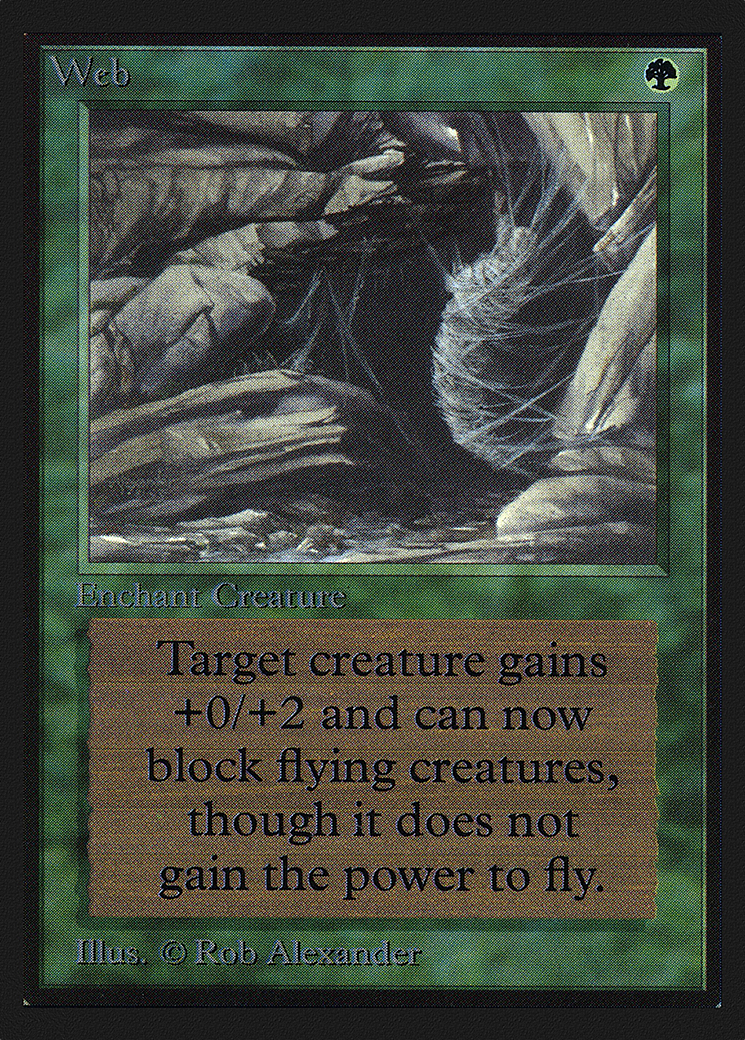 Web
Enchant Creature
Target creature gains
+0/+2 and can now
block flying creatures,
though it does not
gain the power to fly.
Illus. © Rob Alexander